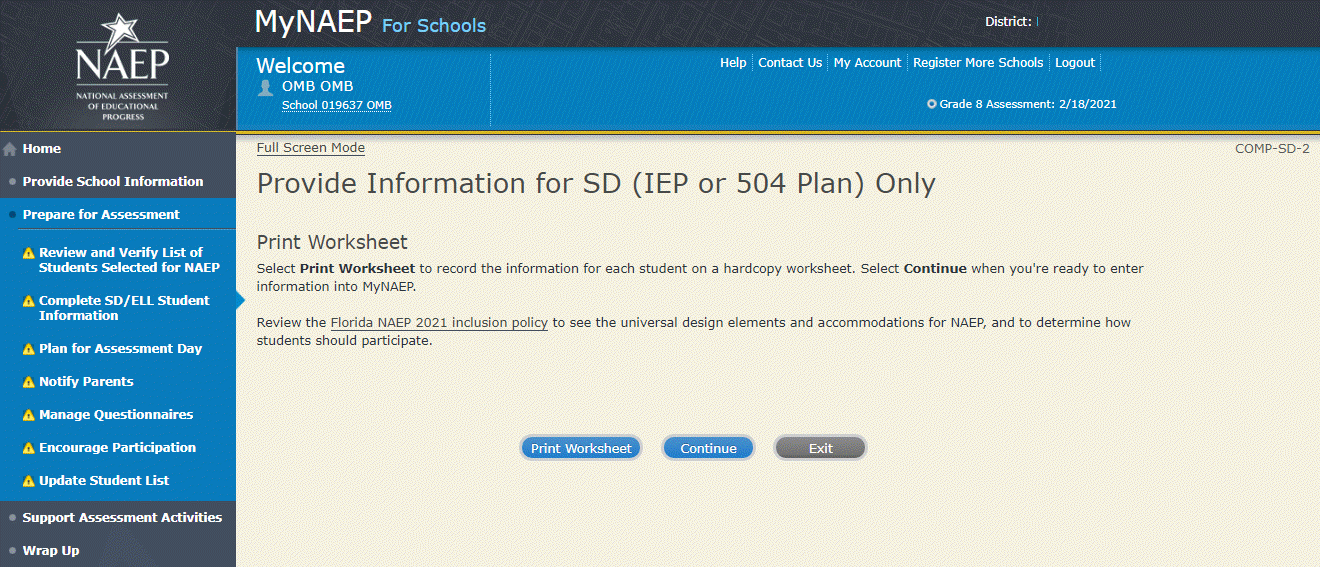 NAEP
NATIONAL ASSESSMENT
OF EDUCATIONAL
PROGRESS
MyNAEP For Schools
District:
Welcome
OMB OMB
School 019637 OMB
Help Contact Us My Account Register More Schools Logout
Grade 8 Assessment: 2/18/2021
Home
Provide School Information
Prepare for Assessment
Review and Verify List of
Students Selected for NAEP
Complete SD/ELL Student
Information
Plan for Assessment Day
Notify Parents
Manage Questionnaires
Encourage Participation
Update Student List
Support Assessment Activities
Wrap Up
Full Screen Mode
COMP-SD-2
Provide Information for SD (IEP or 504 Plan) Only
Print Worksheet
Select Print Worksheet to record the information for each student on a hardcopy worksheet. Select Continue when you're ready to enter
information into MyNAEP.
Review the Florida NAEP 2021 inclusion policy to see the universal design elements and accommodations for NAEP, and to determine how
students should participate.
Print Worksheet Continue Exit